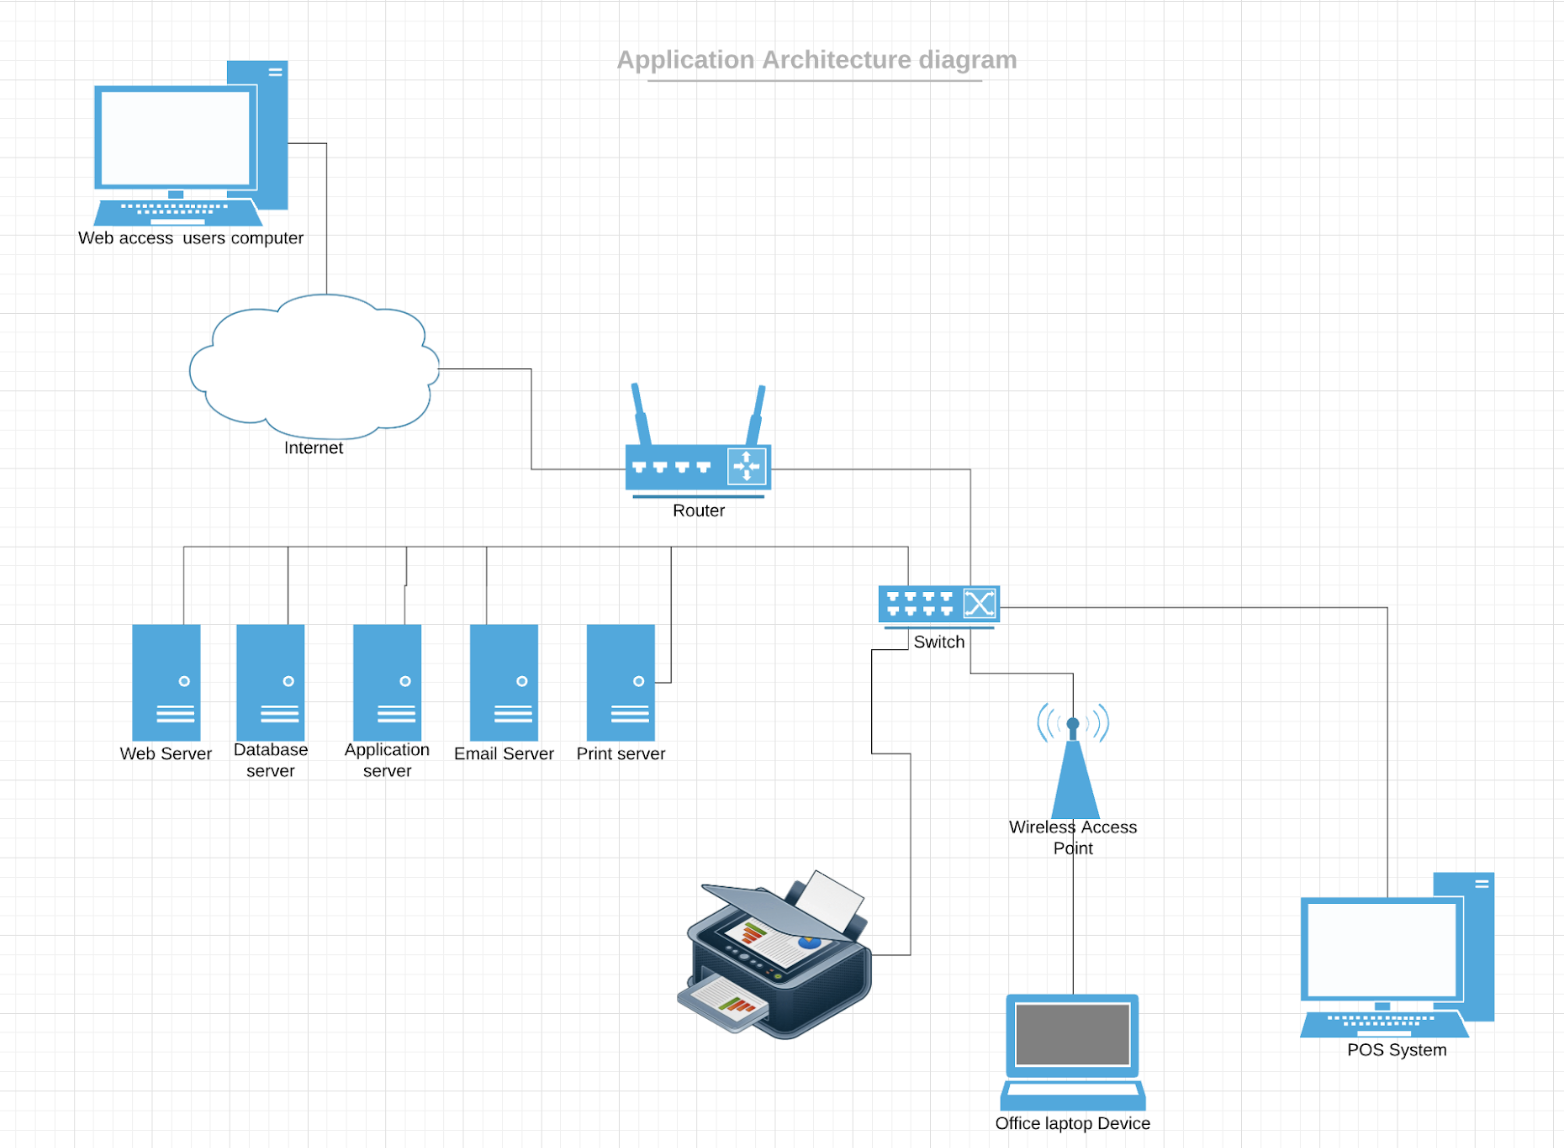 Application Architecture diagram
Web access  users computer
Internet
Router
Switch
Web Server
Database
server
Application
server
Email Server
Print server
Wireless Access
Point
POS System
Office laptop Device